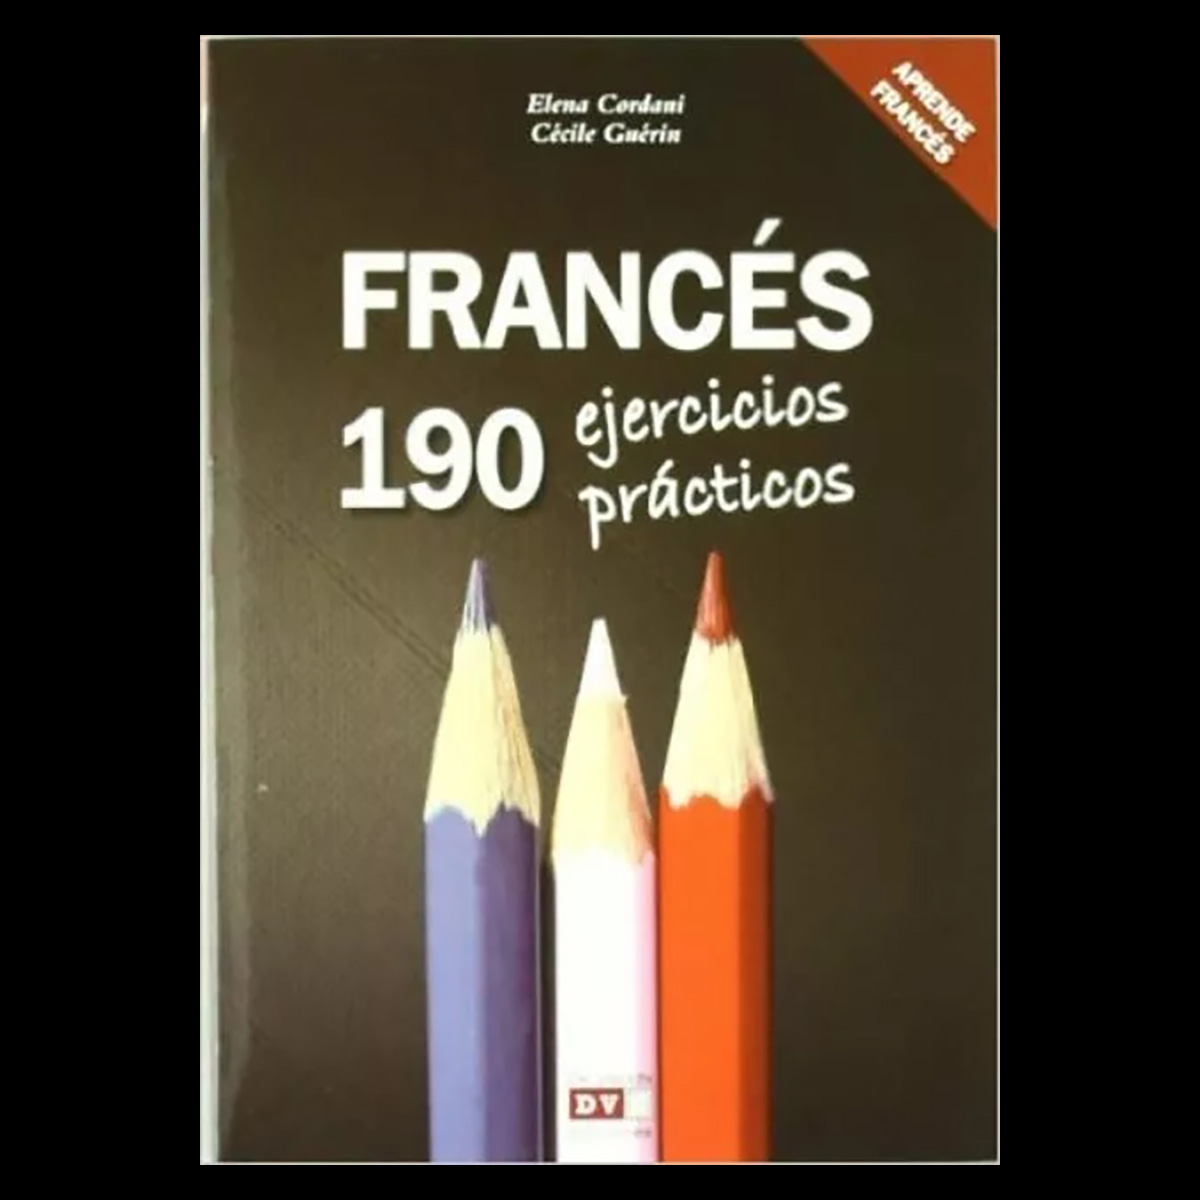 Elena Cordani
Cécile Guérin
APRENDE
FRANCÉS
FRANCÉS
190 ejercicios
prácticos
DV